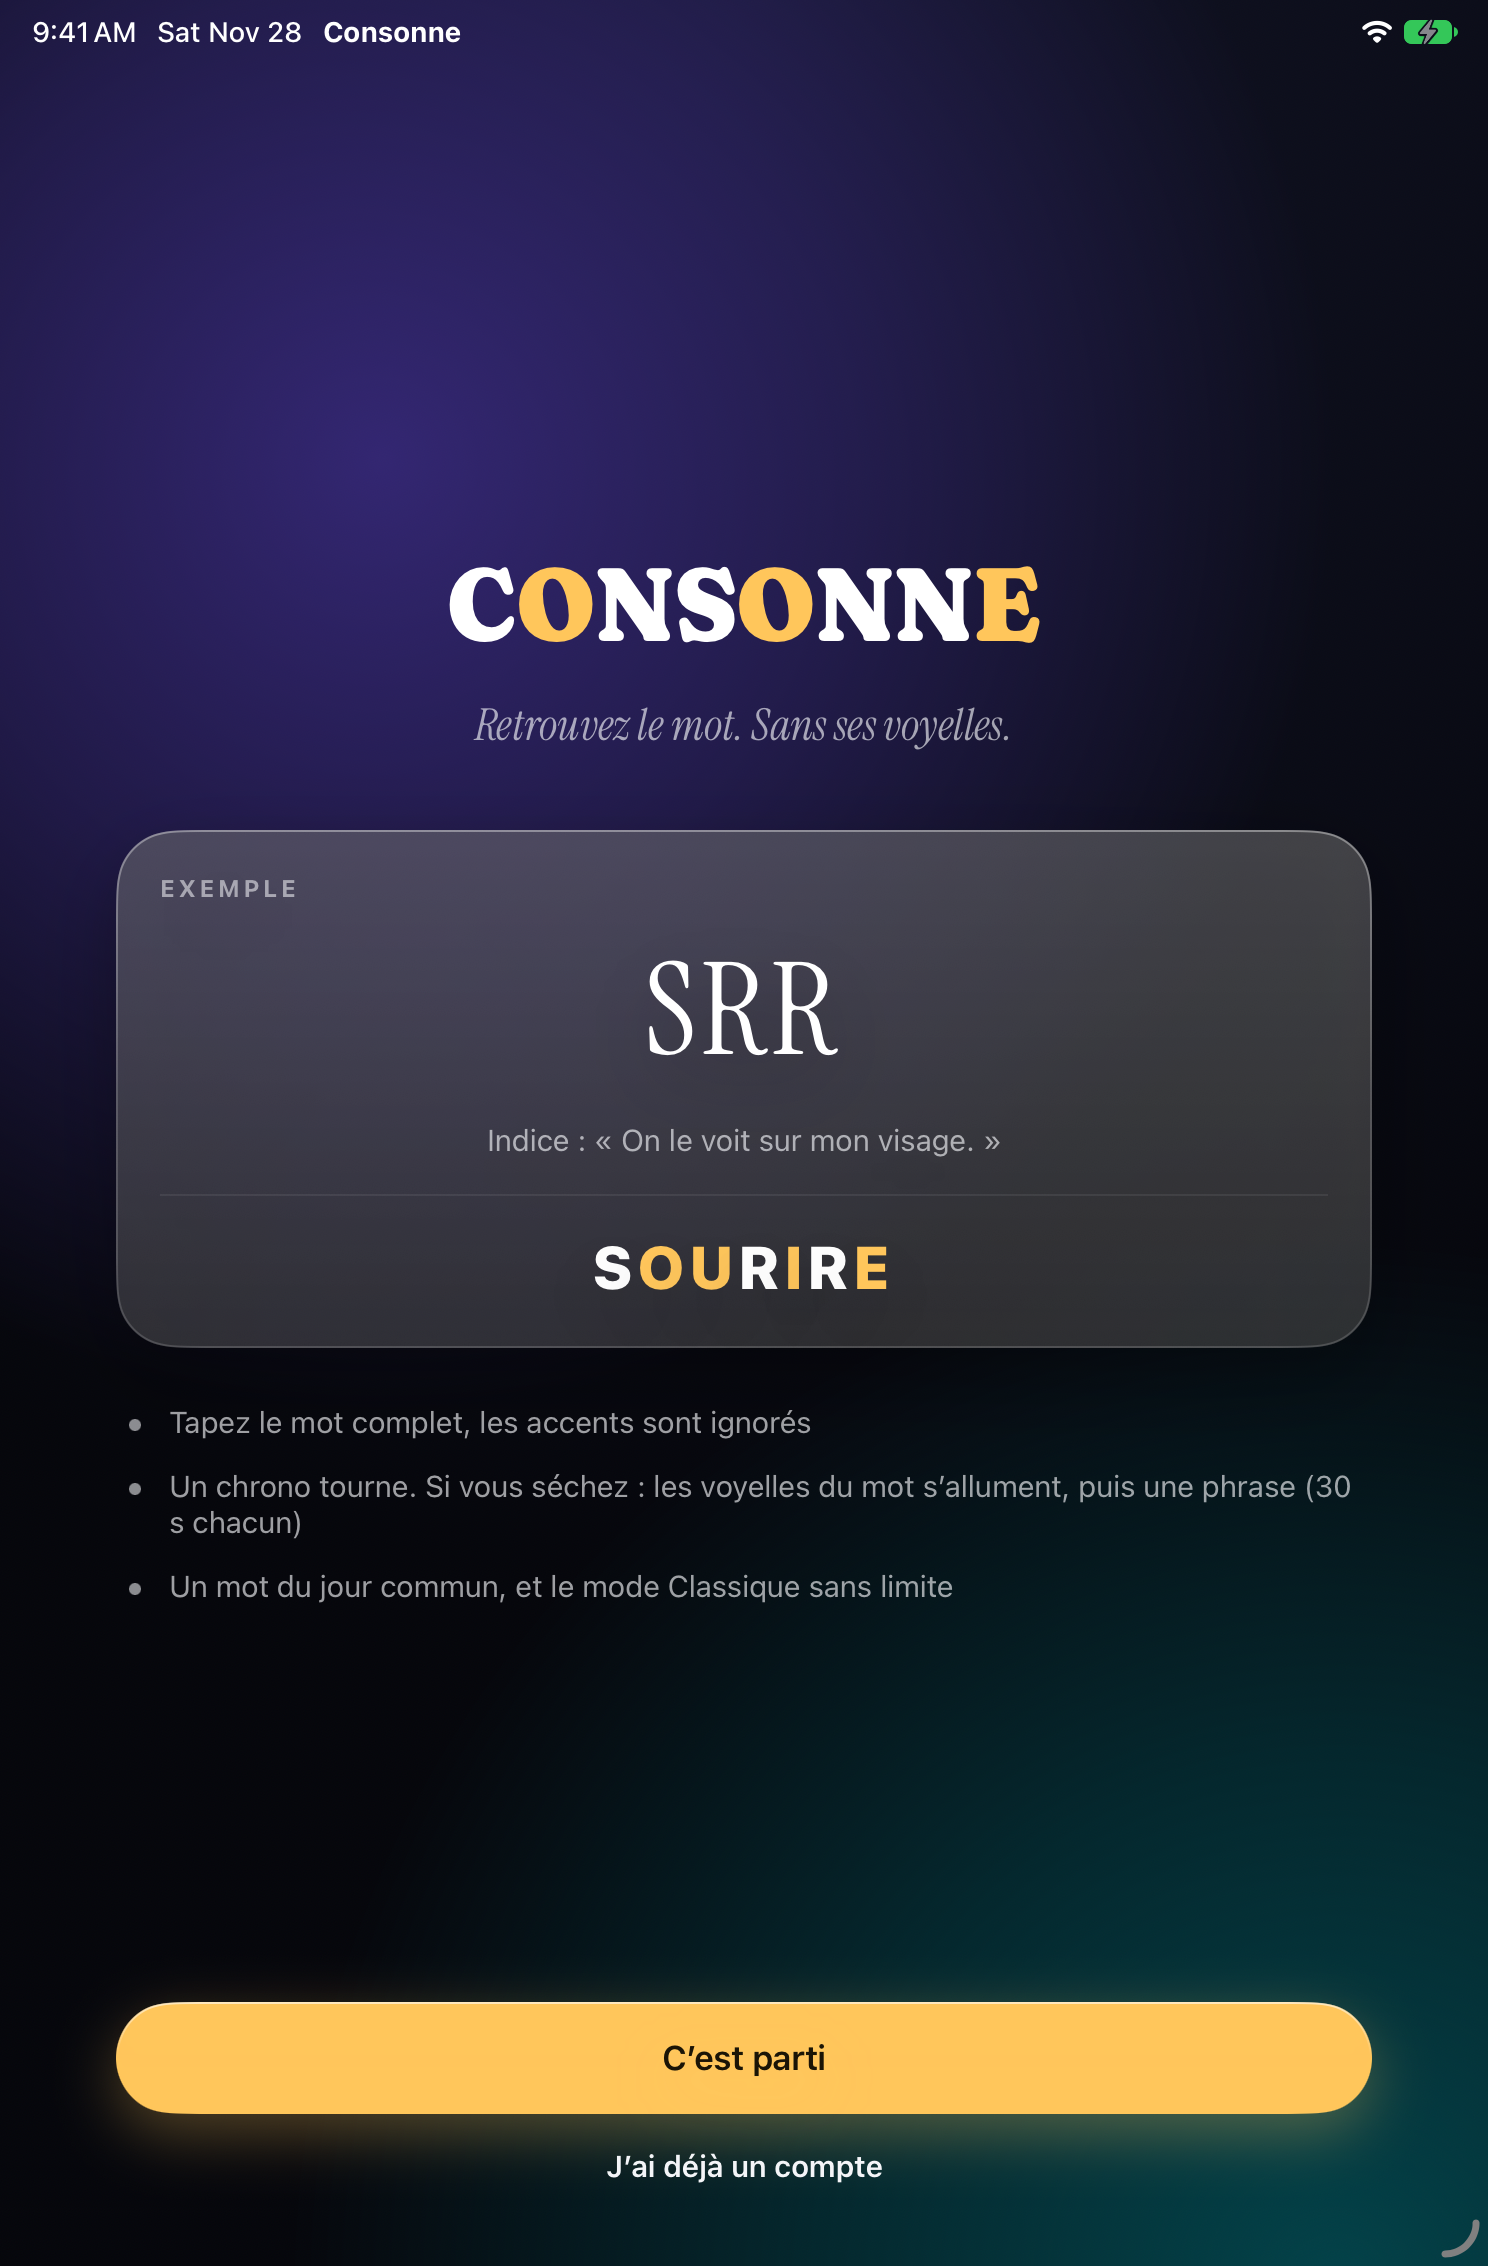 9:41 AM Sat Nov 28 Consonne
CONSONNE
Retrouvez le mot. Sans ses voyelles.
EXEMPLE
SRR
Indice : « On le voit sur mon visage. »
SOURIRE
• Tapez le mot complet, les accents sont ignorés
• Un chrono tourne. Si vous séchez : les voyelles du mot s’allument, puis une phrase (30
s chacun)
• Un mot du jour commun, et le mode Classique sans limite
C’est parti
J’ai déjà un compte